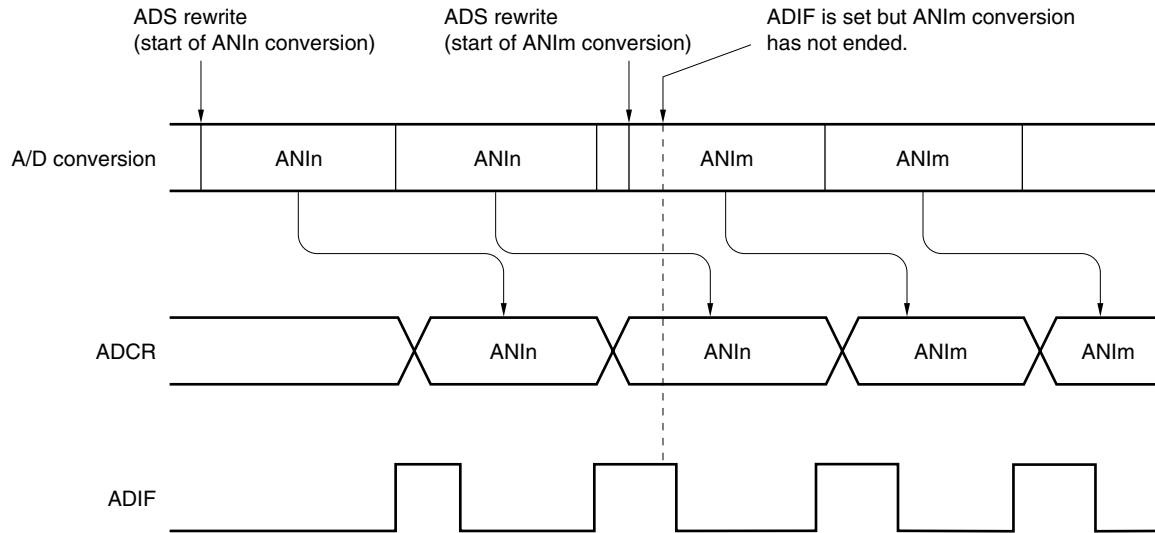 ADS rewrite
(start of ANIn conversion)
ADS rewrite
(start of ANIm conversion)
ADIF is set but ANIm conversion
has not ended.
A/D conversion
ANIn
ANIn
ANIm
ANIm
ADCR
ANIn
ANIn
ANIm
ANIm
ADIF